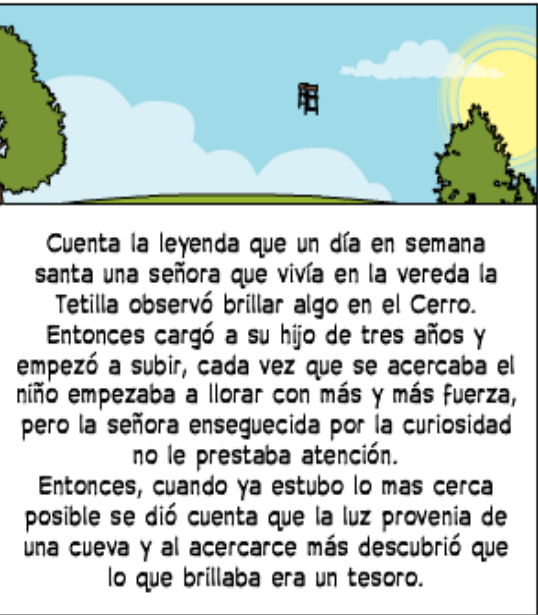 Cuenta la leyenda que un día en semana
santa una señora que vivía en la vereda la
Tetilla observó brillar algo en el Cerro.
Entonces cargó a su hijo de tres años y
empezó a subir, cada vez que se acercaba el
niño empezaba a llorar con más y más fuerza,
pero la señora enseguecida por la curiosidad
no le prestaba atención.
Entonces, cuando ya estubo lo mas cerca
posible se dió cuenta que la luz provenia de
una cueva y al acercarce más descubrió que
lo que brillaba era un tesoro.